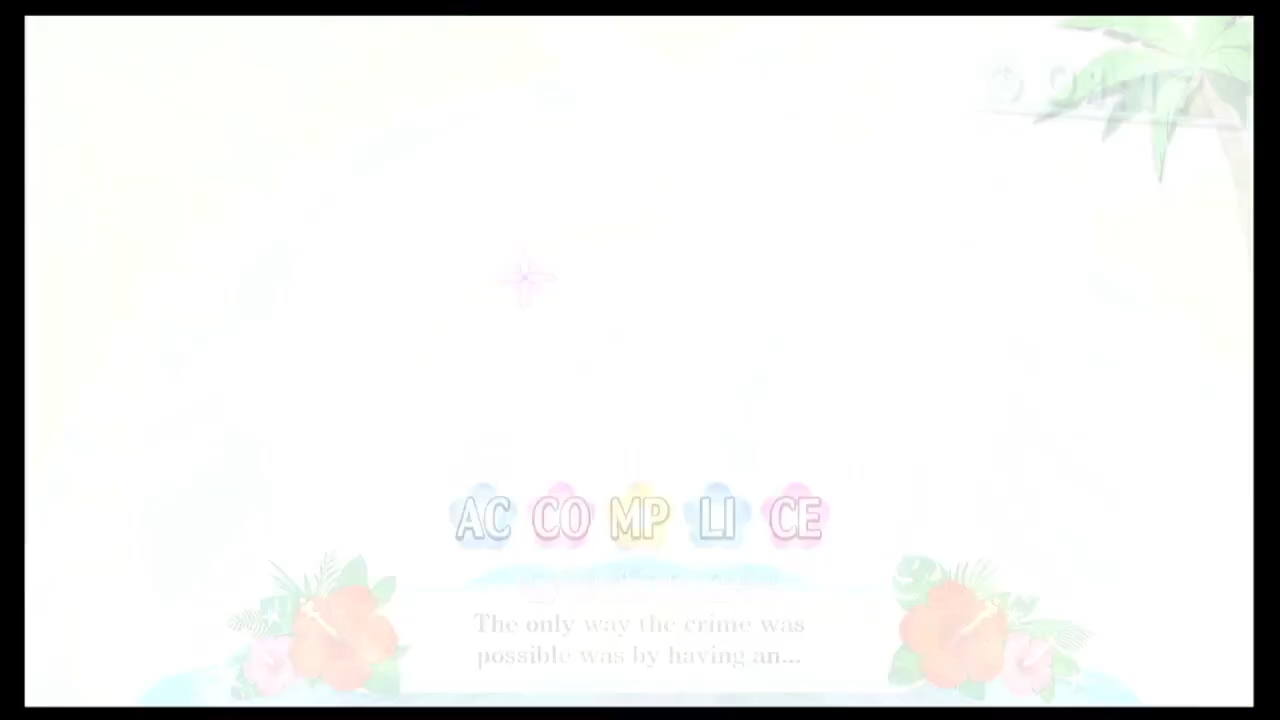 AC CO MP LI CE
The only way the crime was
possible was by having an...